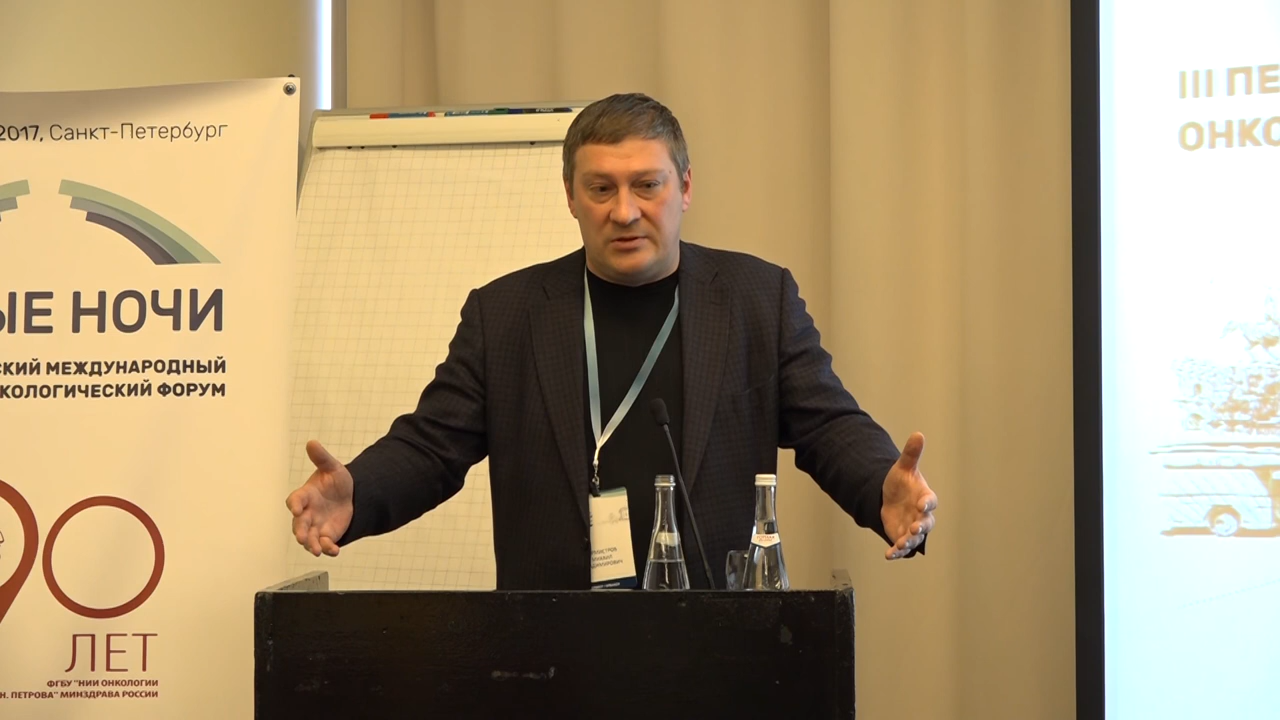 2017, Санкт-Петербург
ЫЕ НОЧИ
СКИЙ МЕЖДУНАРОДНЫЙ
КОЛОГИЧЕСКИЙ ФОРУМ
90
ЛЕТ
ФГБУ "НИИ ОНКОЛОГИИ
Н. ПЕТРОВА" МИНЗДРАВА РОССИИ
III ПЕ
ОНКО